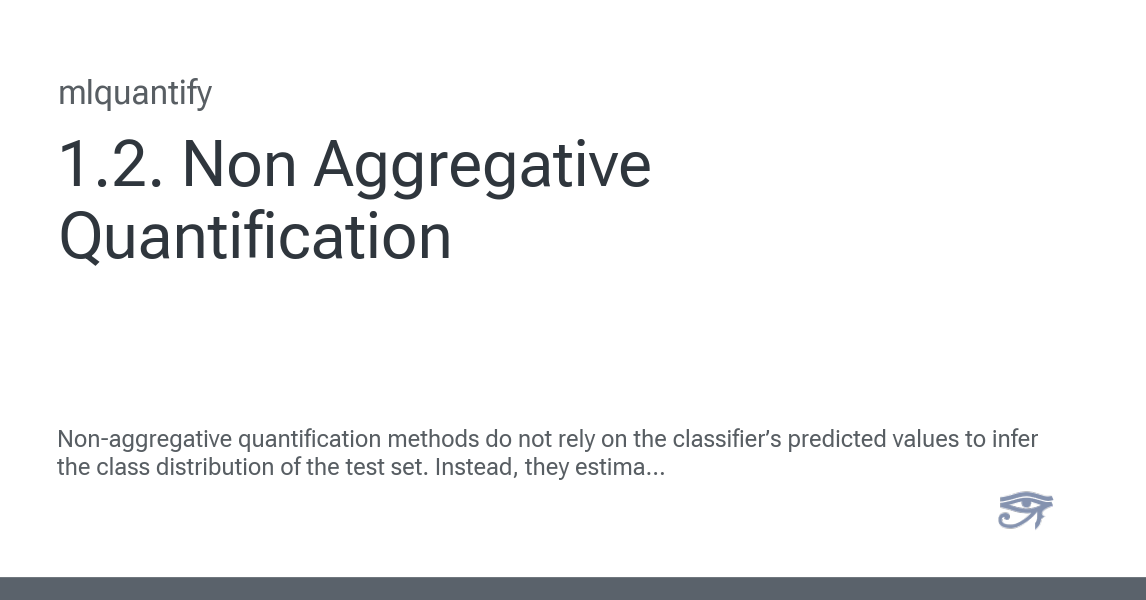 mlquantify
1.2. Non Aggregative
Quantification
Non-aggregative quantification methods do not rely on the classifier’s predicted values to infer
the class distribution of the test set. Instead, they estima...